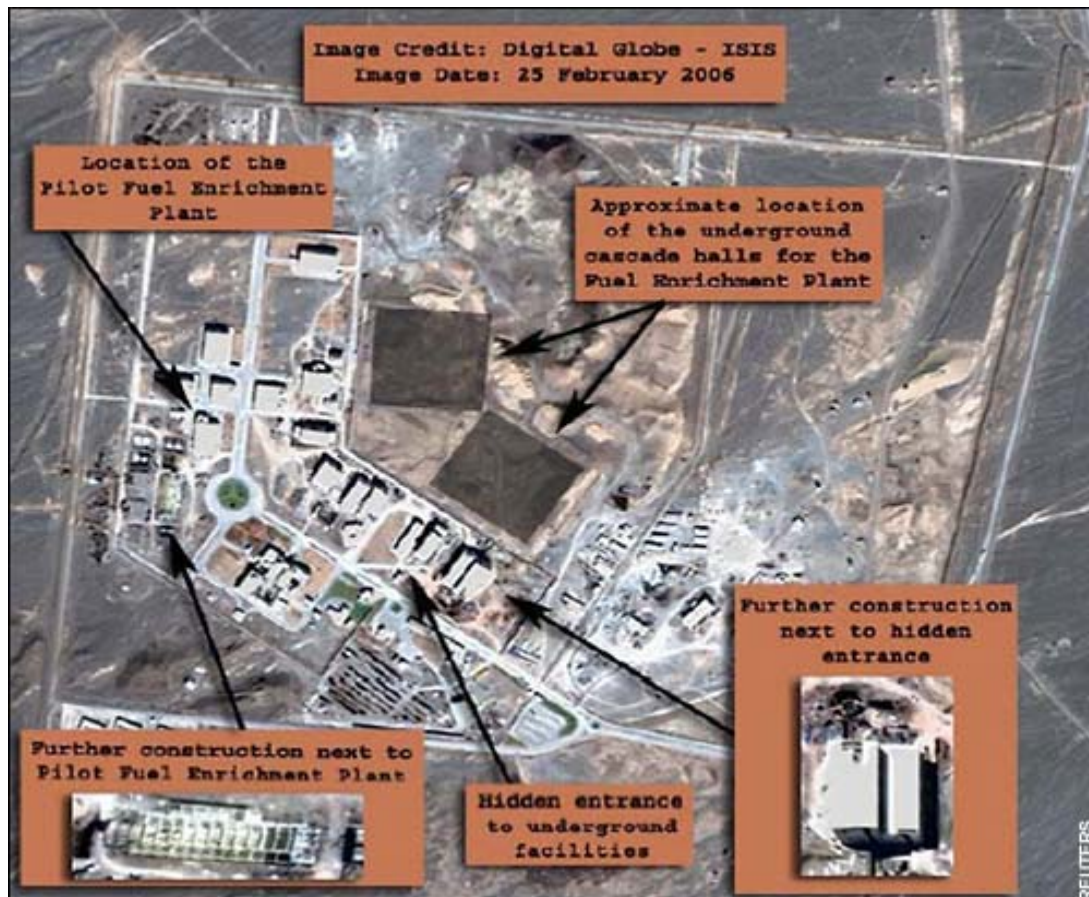 Image Credit: Digital Globe - ISIS
Image Date: 25 February 2006
Location of the
Pilot Fuel Enrichment
Plant
Approximate location
of the underground
cascade halls for the
Fuel Enrichment Plant
Further construction
next to hidden
entrance
Further construction next to
Pilot Fuel Enrichment Plant
Hidden entrance
to underground
facilities
REUTERS